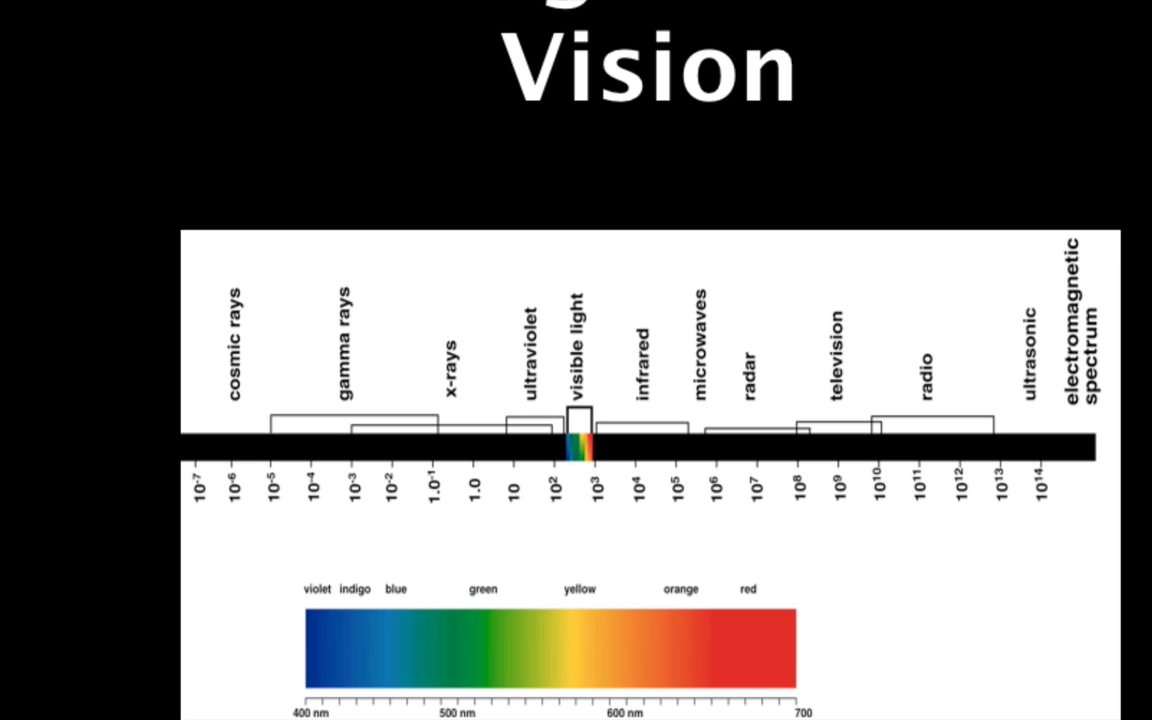 Vision
cosmic rays
gamma rays
x-rays
ultraviolet
visible light
infrared
microwaves
radar
television
radio
ultrasonic
electromagnetic
spectrum
10⁻⁷ 10⁻⁶ 10⁻⁵ 10⁻⁴ 10⁻³ 10⁻² 1.0⁻¹ 1.0 10 10² 10³ 10⁴ 10⁵ 10⁶ 10⁷ 10⁸ 10⁹ 10¹⁰ 10¹¹ 10¹² 10¹³ 10¹⁴
violet indigo blue green yellow orange red
400 nm 500 nm 600 nm 700